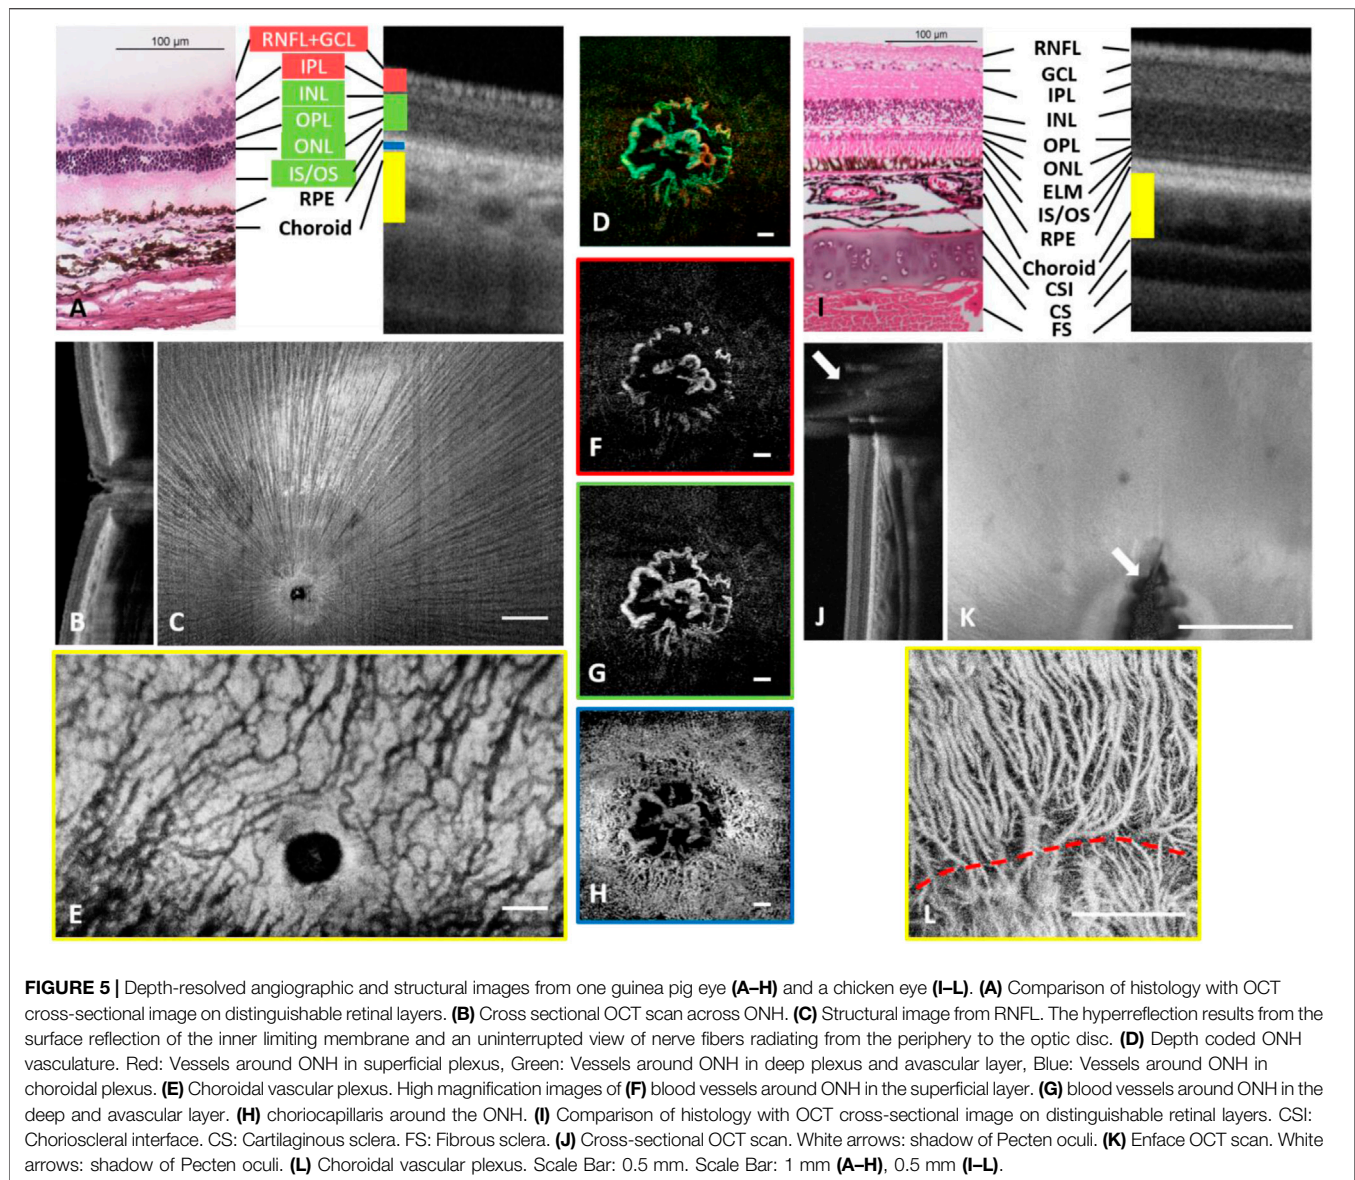 100 µm
RNFL+GCL
IPL
INL
OPL
ONL
IS/OS
RPE
Choroid
A
B
C
E
D
F
G
H
100 µm
RNFL
GCL
IPL
INL
OPL
ONL
ELM
IS/OS
RPE
Choroid
CSI
CS
FS
I
J
K
L
FIGURE 5 | Depth-resolved angiographic and structural images from one guinea pig eye (A–H) and a chicken eye (I–L). (A) Comparison of histology with OCT
cross-sectional image on distinguishable retinal layers. (B) Cross sectional OCT scan across ONH. (C) Structural image from RNFL. The hyperreflection results from the
surface reflection of the inner limiting membrane and an uninterrupted view of nerve fibers radiating from the periphery to the optic disc. (D) Depth coded ONH
vasculature. Red: Vessels around ONH in superficial plexus, Green: Vessels around ONH in deep plexus and avascular layer, Blue: Vessels around ONH in
choroidal plexus. (E) Choroidal vascular plexus. High magnification images of (F) blood vessels around ONH in the superficial layer. (G) blood vessels around ONH in the
deep and avascular layer. (H) choriocapillaris around the ONH. (I) Comparison of histology with OCT cross-sectional image on distinguishable retinal layers. CSI:
Chorioscleral interface. CS: Cartilaginous sclera. FS: Fibrous sclera. (J) Cross-sectional OCT scan. White arrows: shadow of Pecten oculi. (K) Enface OCT scan. White
arrows: shadow of Pecten oculi. (L) Choroidal vascular plexus. Scale Bar: 0.5 mm. Scale Bar: 1 mm (A–H), 0.5 mm (I–L).